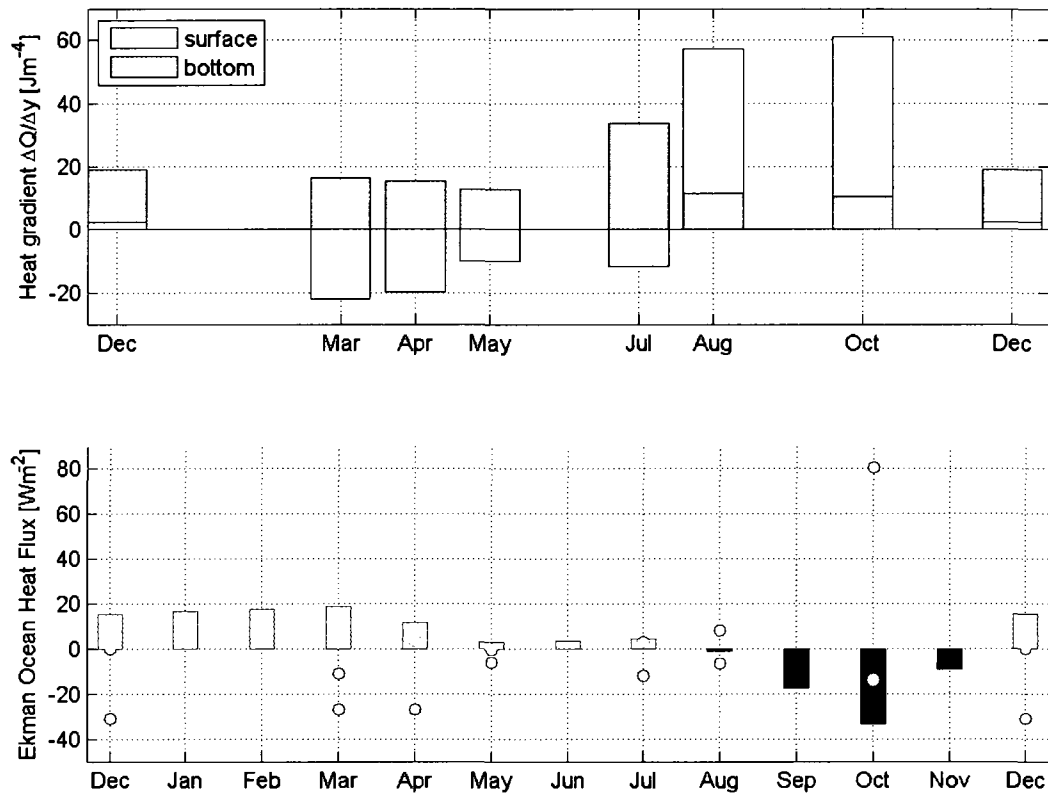 Heat gradient ΔQ/Δy [Jm⁻⁴]
60
40
20
0
-20
surface
bottom
Dec Mar Apr May Jul Aug Oct Dec
Ekman Ocean Heat Flux [Wm⁻²]
80
60
40
20
0
-20
-40
Dec Jan Feb Mar Apr May Jun Jul Aug Sep Oct Nov Dec